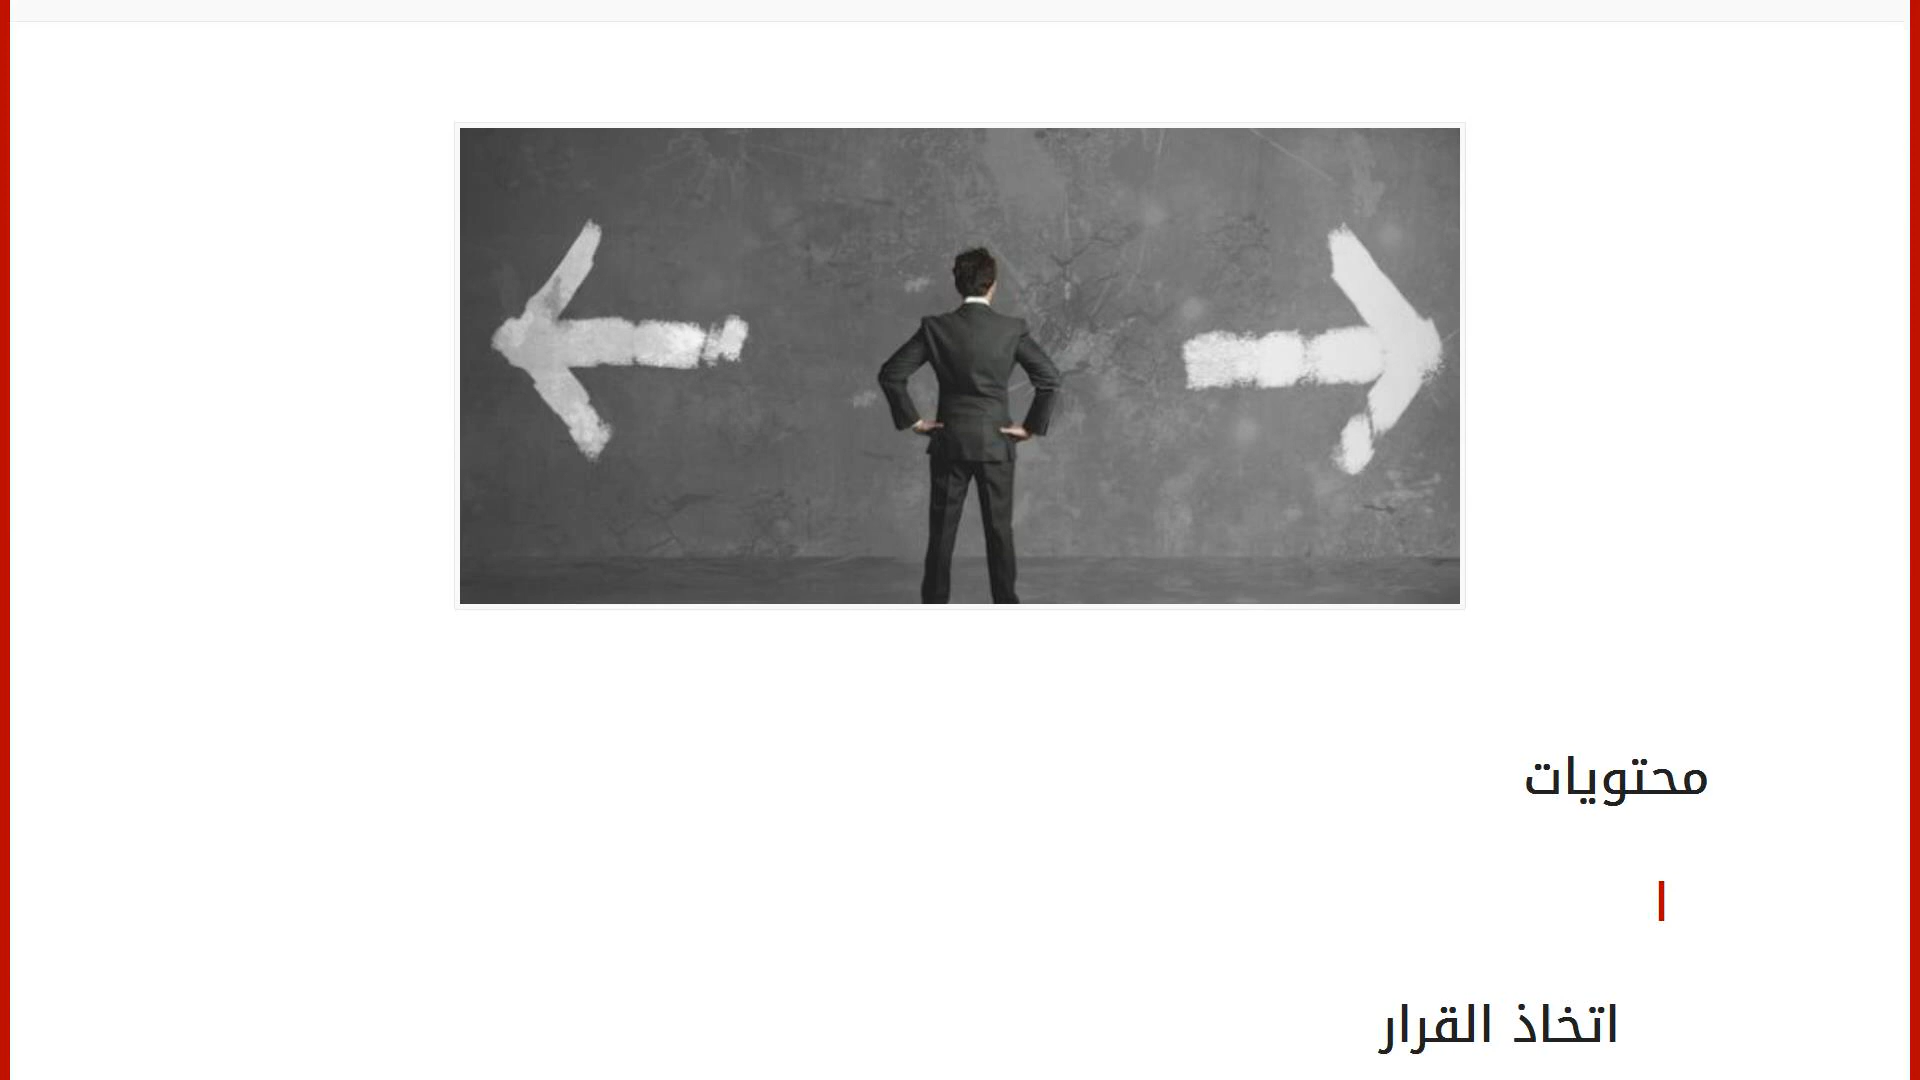 محتويات
ا
اتخاذ القرار